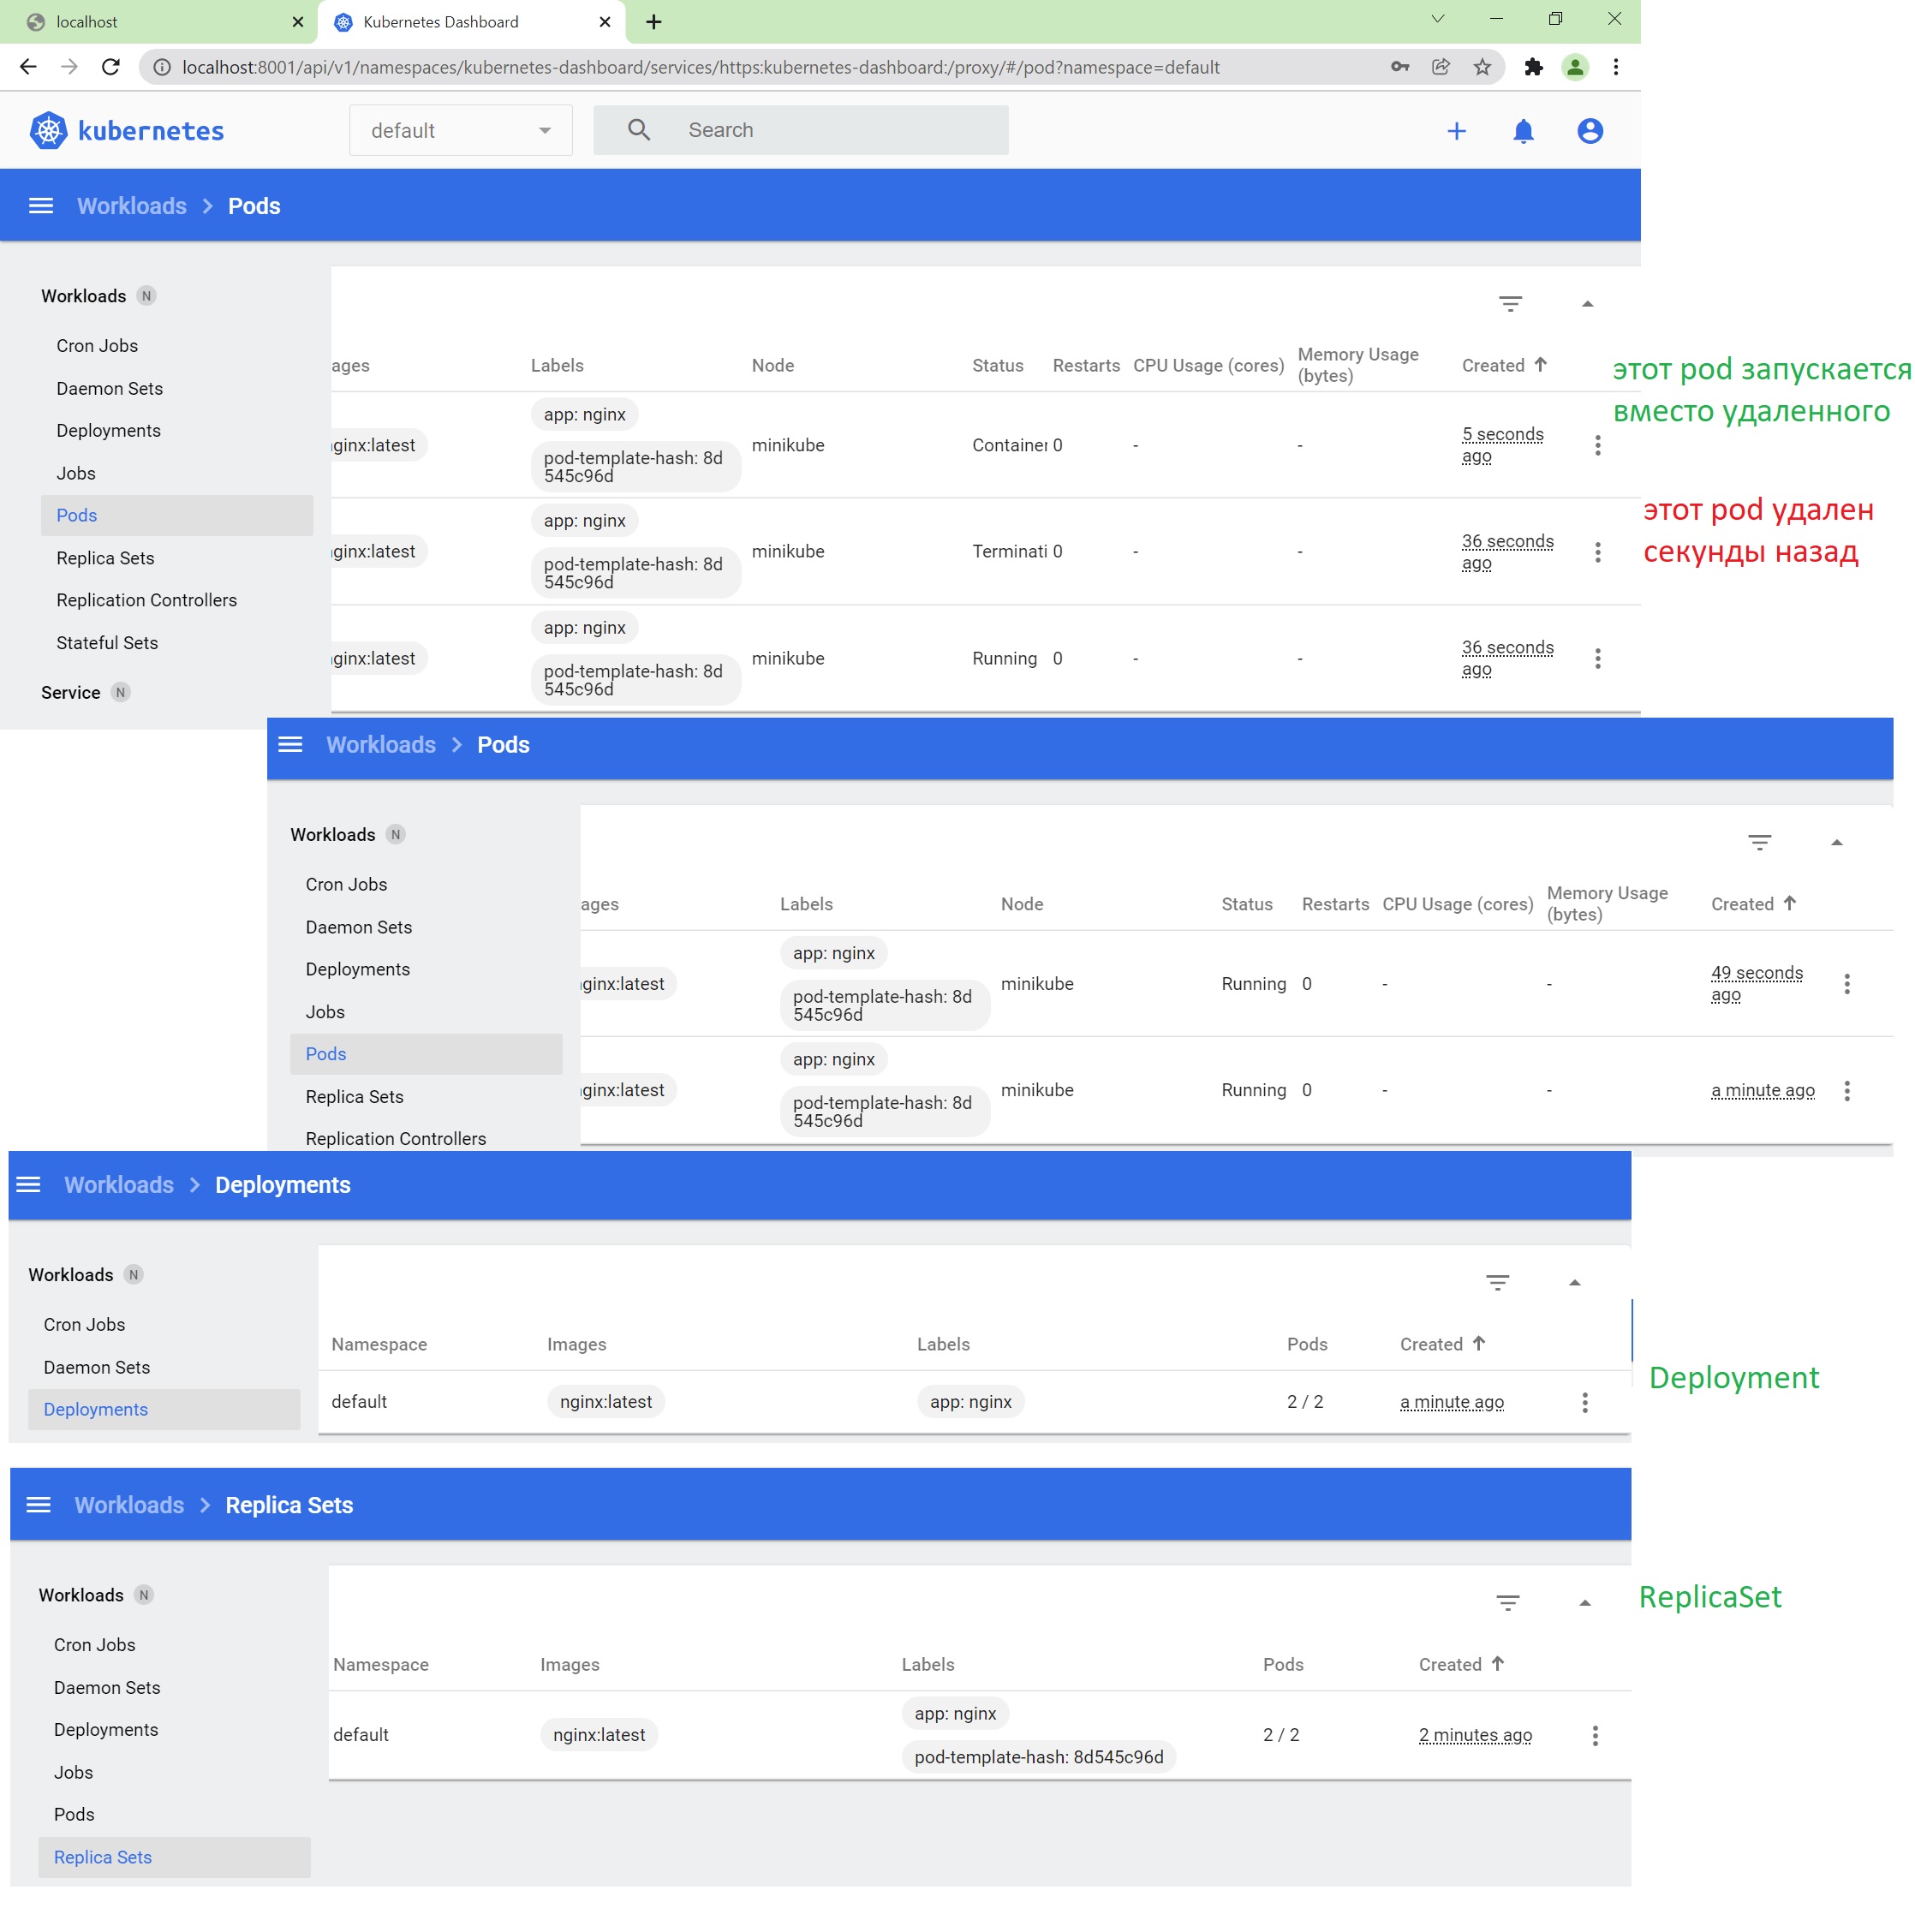 localhost
Kubernetes Dashboard
localhost:8001/api/v1/namespaces/kubernetes-dashboard/services/https:kubernetes-dashboard:/proxy/#/pod?namespace=default
kubernetes
default
Search
Workloads > Pods
Workloads N
Cron Jobs
Daemon Sets
Deployments
Jobs
Pods
Replica Sets
Replication Controllers
Stateful Sets
Service N
ages Labels Node Status Restarts CPU Usage (cores) Memory Usage (bytes) Created
ginx:latest
app: nginx
pod-template-hash: 8d
545c96d
minikube
Container
0
-
-
5 seconds
ago
ginx:latest
app: nginx
pod-template-hash: 8d
545c96d
minikube
Terminati
0
-
-
36 seconds
ago
ginx:latest
app: nginx
pod-template-hash: 8d
545c96d
minikube
Running
0
-
-
36 seconds
ago
этот pod запускается
вместо удаленного
этот pod удален
секунды назад
Workloads > Pods
Workloads N
Cron Jobs
Daemon Sets
Deployments
Jobs
Pods
Replica Sets
Replication Controllers
ages Labels Node Status Restarts CPU Usage (cores) Memory Usage (bytes) Created
ginx:latest
app: nginx
pod-template-hash: 8d
545c96d
minikube
Running
0
-
-
49 seconds
ago
ginx:latest
app: nginx
pod-template-hash: 8d
545c96d
minikube
Running
0
-
-
a minute ago
Workloads > Deployments
Workloads N
Cron Jobs
Daemon Sets
Deployments
Namespace Images Labels Pods Created
default nginx:latest app: nginx 2 / 2 a minute ago
Deployment
Workloads > Replica Sets
Workloads N
Cron Jobs
Daemon Sets
Deployments
Jobs
Pods
Replica Sets
Namespace Images Labels Pods Created
default
nginx:latest
app: nginx
pod-template-hash: 8d545c96d
2 / 2
2 minutes ago
ReplicaSet